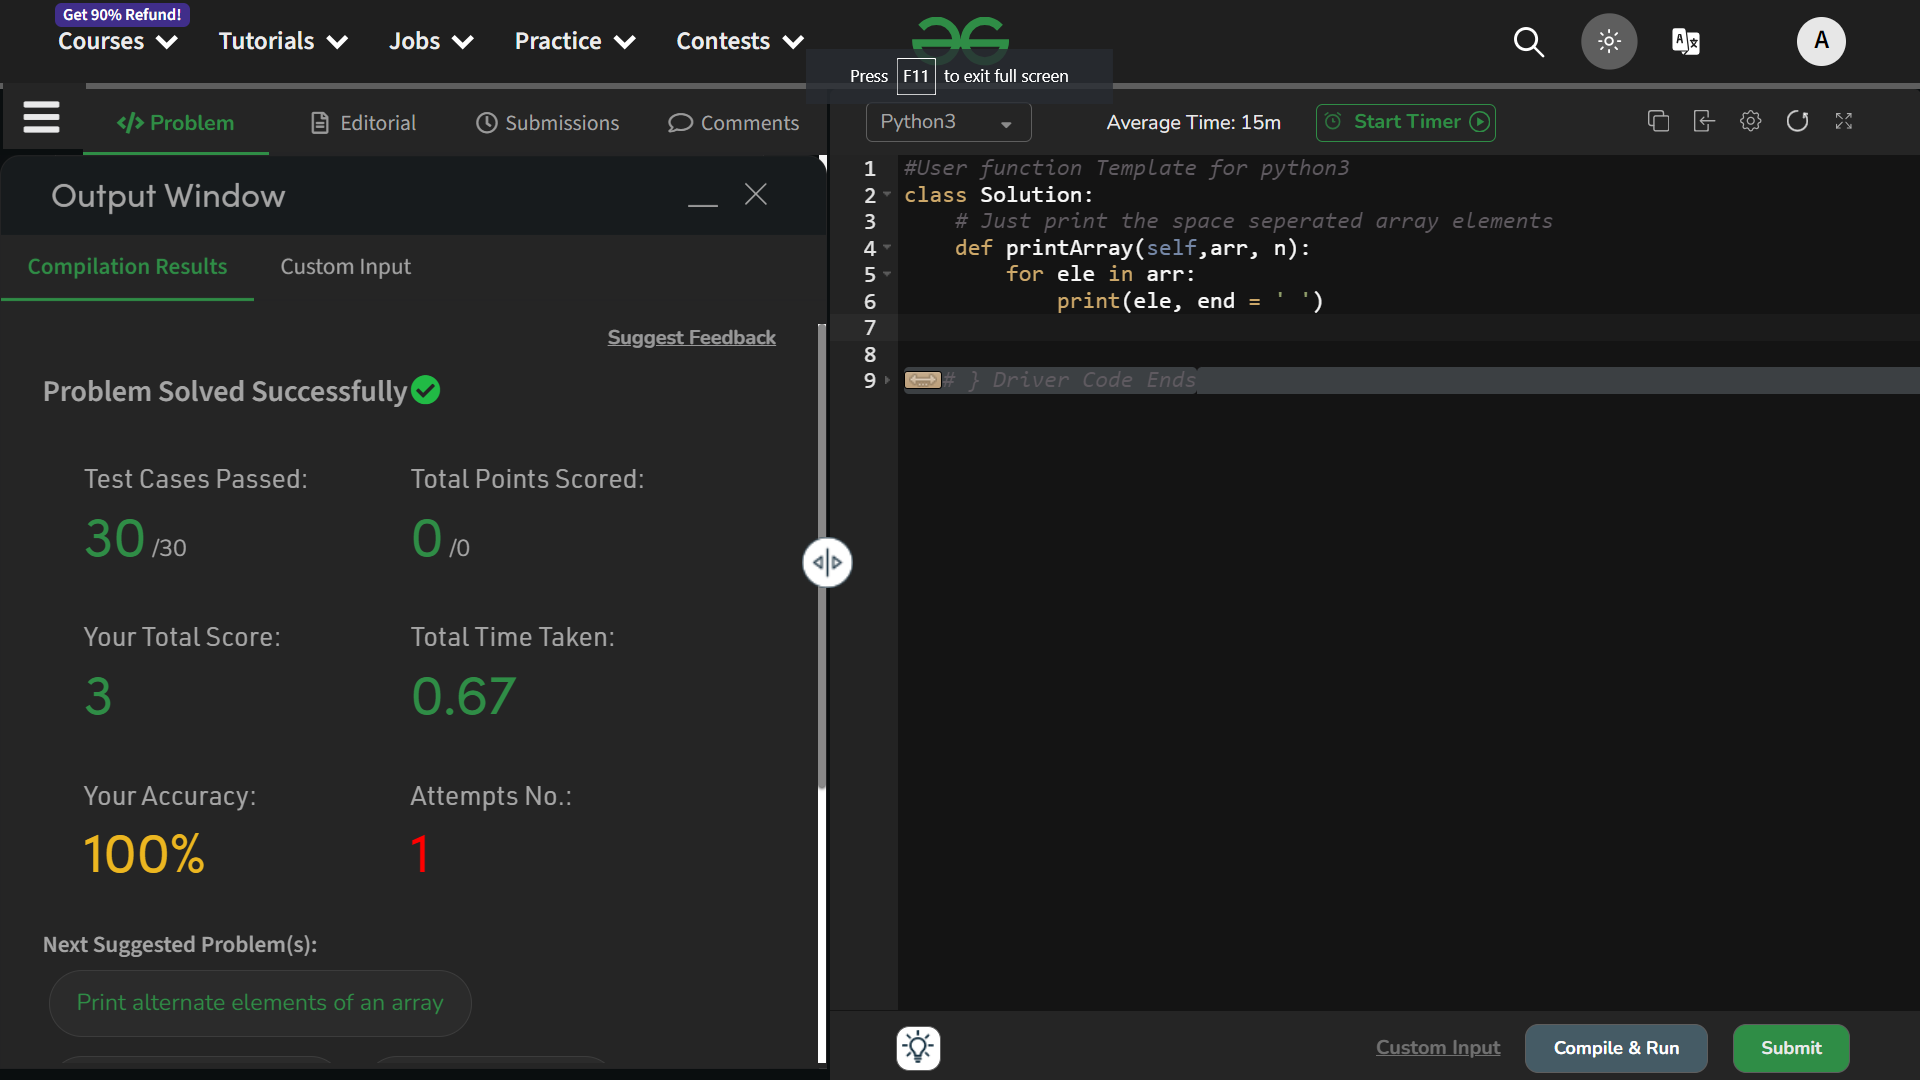 Get 90% Refund!
Courses Tutorials Jobs Practice Contests
A
Press F11 to exit full screen
</> Problem Editorial Submissions Comments
Python3 Average Time: 15m Start Timer
Output Window
Compilation Results Custom Input
Suggest Feedback
Problem Solved Successfully
Test Cases Passed: Total Points Scored:
30 /30 0 /0
Your Total Score: Total Time Taken:
3 0.67
Your Accuracy: Attempts No.:
100% 1
Next Suggested Problem(s):
Print alternate elements of an array
1 #User function Template for python3
2 class Solution:
3 # Just print the space seperated array elements
4 def printArray(self,arr, n):
5 for ele in arr:
6 print(ele, end = ' ')
7
8
9 # } Driver Code Ends
Custom Input Compile & Run Submit